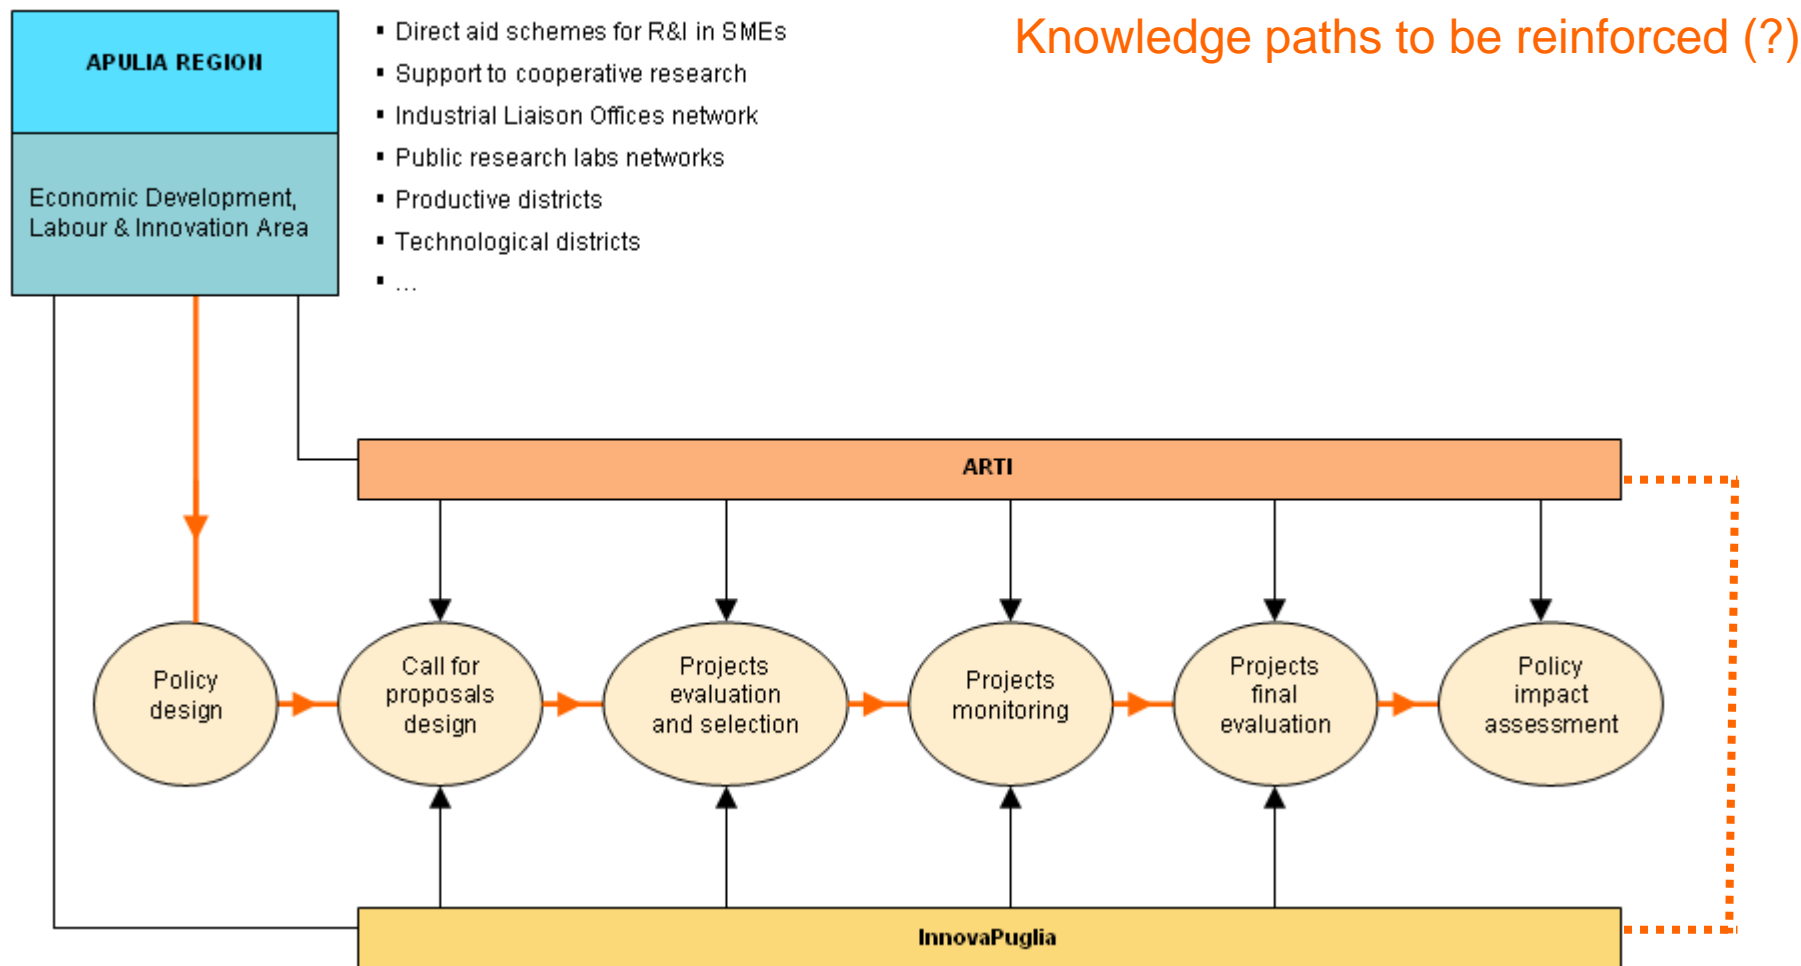 Knowledge paths to be reinforced (?)
APULIA REGION
Economic Development,
Labour & Innovation Area
▪ Direct aid schemes for R&I in SMEs
▪ Support to cooperative research
▪ Industrial Liaison Offices network
▪ Public research labs networks
▪ Productive districts
▪ Technological districts
▪ ...
ARTI
Policy
design
Call for
proposals
design
Projects
evaluation
and selection
Projects
monitoring
Projects
final
evaluation
Policy
impact
assessment
InnovaPuglia